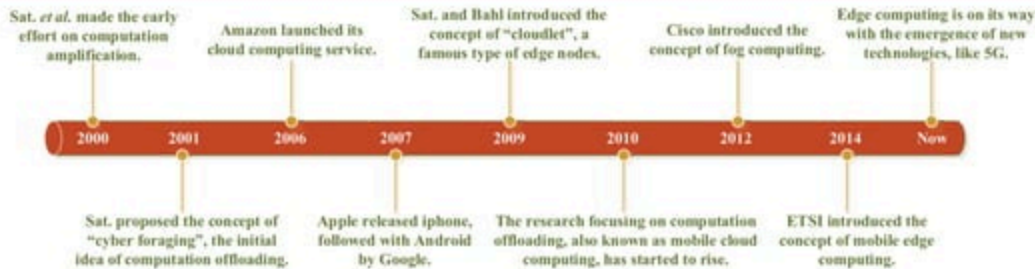 Sat. et al. made the early
effort on computation
amplification.
Amazon launched its
cloud computing service.
Sat. and Bahl introduced the
concept of “cloudlet”, a
famous type of edge nodes.
Cisco introduced the
concept of fog computing.
Edge computing is on its way
with the emergence of new
technologies, like 5G.
2000 2001 2006 2007 2009 2010 2012 2014 Now
Sat. proposed the concept of
“cyber foraging”, the initial
idea of computation offloading.
Apple released iphone,
followed with Android
by Google.
The research focusing on computation
offloading, also known as mobile cloud
computing, has started to rise.
ETSI introduced the
concept of mobile edge
computing.